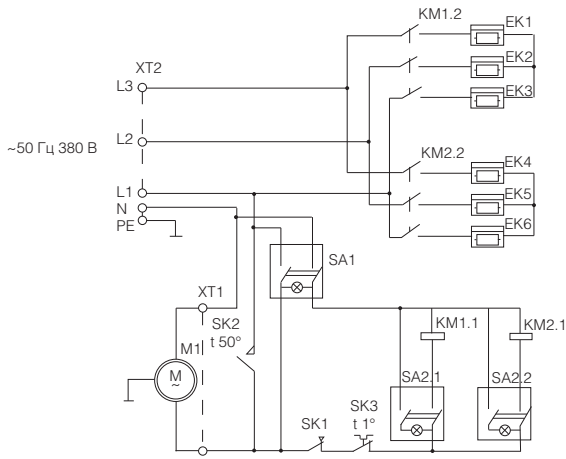 KM1.2
EK1
EK2
EK3
XT2
L3
~50 Гц 380 В
L2
KM2.2
EK4
EK5
EK6
L1
N
PE
SA1
XT1
SK2
t 50°
M1
M
~
KM1.1
KM2.1
SA2.1
SA2.2
SK1
SK3
t 1°